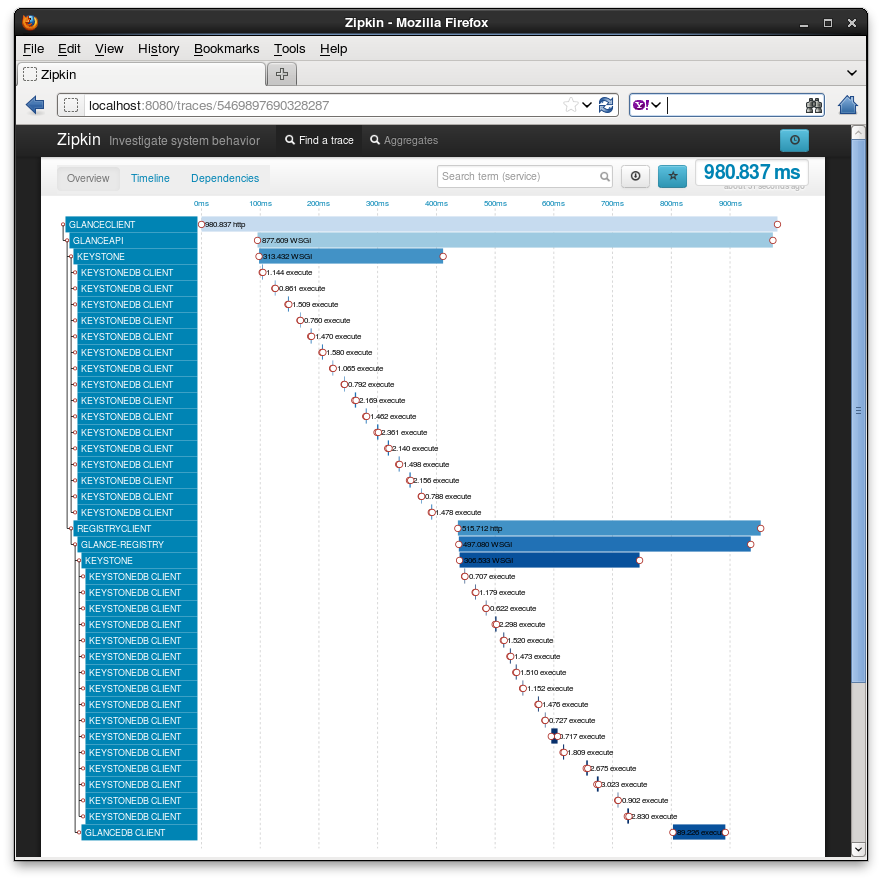 Zipkin - Mozilla Firefox
File Edit View History Bookmarks Tools Help
Zipkin
localhost:8080/traces/5469897690328287
Y!
Zipkin Investigate system behavior Find a trace Aggregates
Overview Timeline Dependencies Search term (service) 980.837 ms
about 51 seconds ago
0ms 100ms 200ms 300ms 400ms 500ms 600ms 700ms 800ms 900ms
GLANCECLIENT 980.837 http
GLANCEAPI 877.609 WSGI
KEYSTONE 313.432 WSGI
KEYSTONEDB CLIENT 1.144 execute
KEYSTONEDB CLIENT 0.861 execute
KEYSTONEDB CLIENT 1.509 execute
KEYSTONEDB CLIENT 0.760 execute
KEYSTONEDB CLIENT 1.470 execute
KEYSTONEDB CLIENT 1.580 execute
KEYSTONEDB CLIENT 1.065 execute
KEYSTONEDB CLIENT 0.792 execute
KEYSTONEDB CLIENT 2.169 execute
KEYSTONEDB CLIENT 1.462 execute
KEYSTONEDB CLIENT 2.361 execute
KEYSTONEDB CLIENT 2.140 execute
KEYSTONEDB CLIENT 1.498 execute
KEYSTONEDB CLIENT 2.156 execute
KEYSTONEDB CLIENT 0.788 execute
KEYSTONEDB CLIENT 1.478 execute
REGISTRYCLIENT 515.712 http
GLANCE-REGISTRY 497.080 WSGI
KEYSTONE WSGI
KEYSTONEDB CLIENT 0.707 execute
KEYSTONEDB CLIENT 1.179 execute
KEYSTONEDB CLIENT 0.622 execute
KEYSTONEDB CLIENT 2.298 execute
KEYSTONEDB CLIENT 1.520 execute
KEYSTONEDB CLIENT 1.473 execute
KEYSTONEDB CLIENT 1.510 execute
KEYSTONEDB CLIENT 1.152 execute
KEYSTONEDB CLIENT 1.476 execute
KEYSTONEDB CLIENT 0.727 execute
KEYSTONEDB CLIENT execute
KEYSTONEDB CLIENT 1.809 execute
KEYSTONEDB CLIENT 2.675 execute
KEYSTONEDB CLIENT 3.023 execute
KEYSTONEDB CLIENT 0.902 execute
KEYSTONEDB CLIENT 2.830 execute
GLANCEDB CLIENT